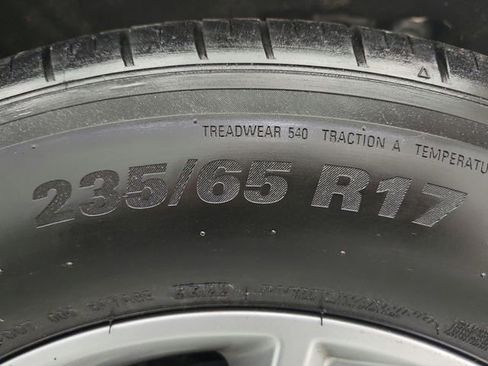 TREADWEAR 540 TRACTION A TEMPERATU
235/65 R17